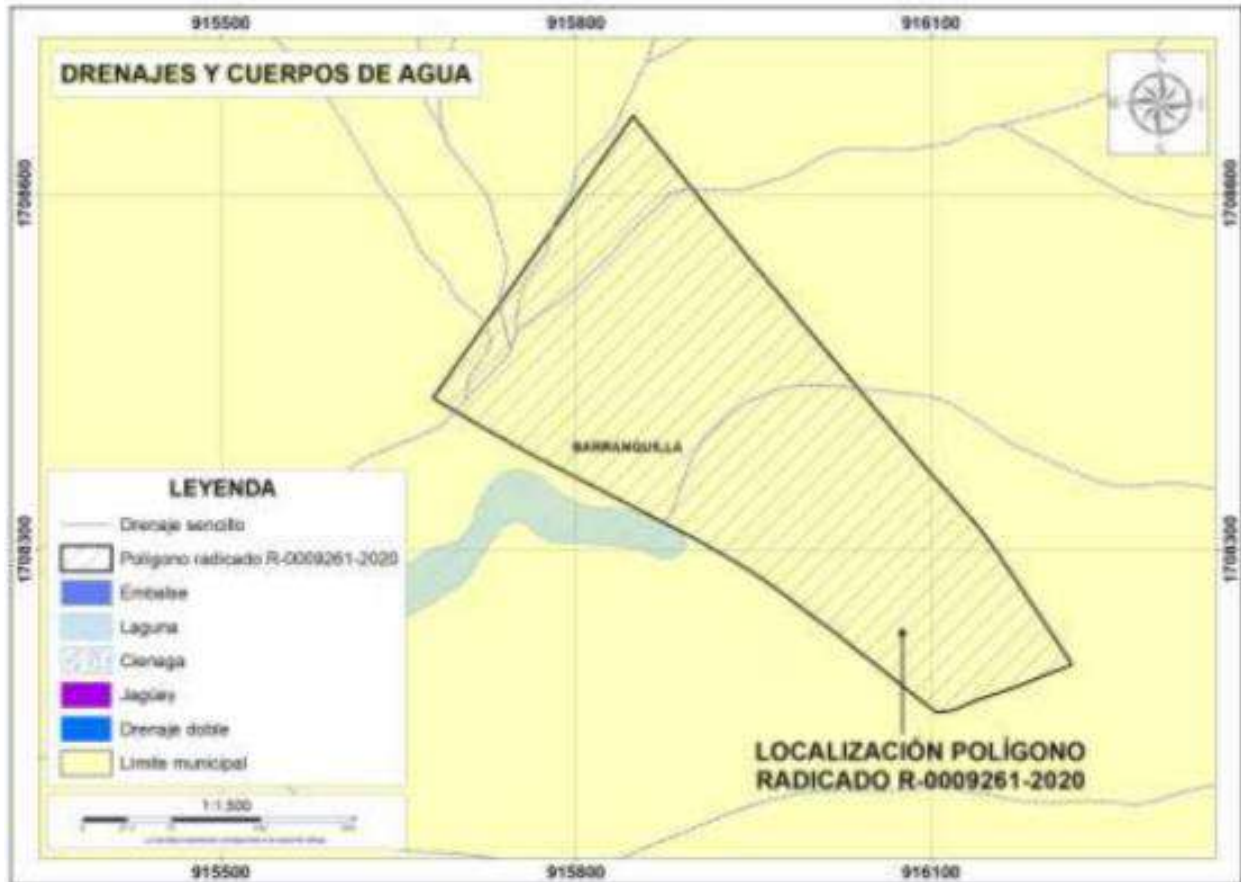 915500 915800 916100
DRENAJES Y CUERPOS DE AGUA
1708600 1708600
BARRANQUILLA
LEYENDA
Drenaje sencillo
Polígono radicado R-0009261-2020
Embalse
Laguna
Cienaga
Jagüey
Drenaje doble
Límite municipal
1708300 1708300
LOCALIZACIÓN POLÍGONO
RADICADO R-0009261-2020
1:1.500
915500 915800 916100